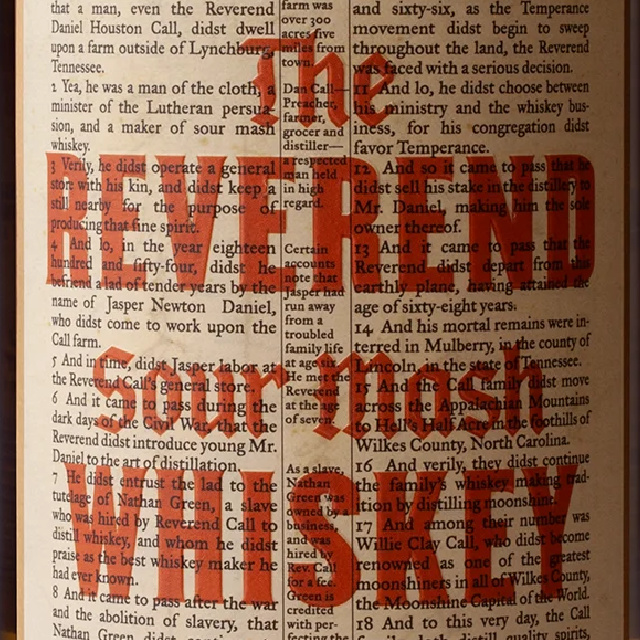 The
REVEREND
Sour Mash
WHISKEY
that a man, even the Reverend
Daniel Houston Call, didst dwell
upon a farm outside of Lynchburg,
Tennessee.
2 Yea, he was a man of the cloth, a
minister of the Lutheran persua-
sion, and a maker of sour mash
whiskey.
3 Verily, he didst operate a general
store with his kin, and didst keep a
still nearby for the purpose of
producing that fine spirit.
4 And lo, in the year eighteen
hundred and fifty-four, didst he
befriend a lad of tender years by the
name of Jasper Newton Daniel,
who didst come to work upon the
Call farm.
5 And in time, didst Jasper labor at
the Reverend Call's general store.
6 And it came to pass during the
dark days of the Civil War, that the
Reverend didst introduce young Mr.
Daniel to the art of distillation.
7 He didst entrust the lad to the
tutelage of Nathan Green, a slave
who was hired by Reverend Call to
distill whiskey, and whom he didst
praise as the best whiskey maker he
had ever known.
8 And it came to pass after the war
and the abolition of slavery, that
Nathan Green didst
farm was
over 300
acres five
miles from
town.
Dan Call—
Preacher,
farmer,
grocer and
distiller—
a respected
man held
in high
regard.
Certain
accounts
note that
Jasper had
run away
from a
troubled
family life
at age six.
He met the
Reverend
at the age
of seven.
As a slave,
Nathan
Green was
owned by a
business,
and was
hired by
Rev. Call
for a fee.
Green is
credited
with per-
fecting the
and sixty-six, as the Temperance
movement didst begin to sweep
throughout the land, the Reverend
was faced with a serious decision.
11 And lo, he didst choose between
his ministry and the whiskey bus-
iness, for his congregation didst
favor Temperance.
12 And so it came to pass that he
didst sell his stake in the distillery to
Mr. Daniel, making him the sole
owner thereof.
13 And it came to pass that the
Reverend didst depart from this
earthly plane, having attained the
age of sixty-eight years.
14 And his mortal remains were in-
terred in Mulberry, in the county of
Lincoln, in the state of Tennessee.
15 And the Call family didst move
across the Appalachian Mountains
to Hell's Half Acre in the foothills of
Wilkes County, North Carolina.
16 And verily, they didst continue
the family's whiskey making trad-
ition by distilling moonshine.
17 And among their number was
Willie Clay Call, who didst become
renowned as one of the greatest
moonshiners in all of Wilkes County,
the Moonshine Capital of the World.
18 And to this very day, the Call
family doth distill quality spirits,